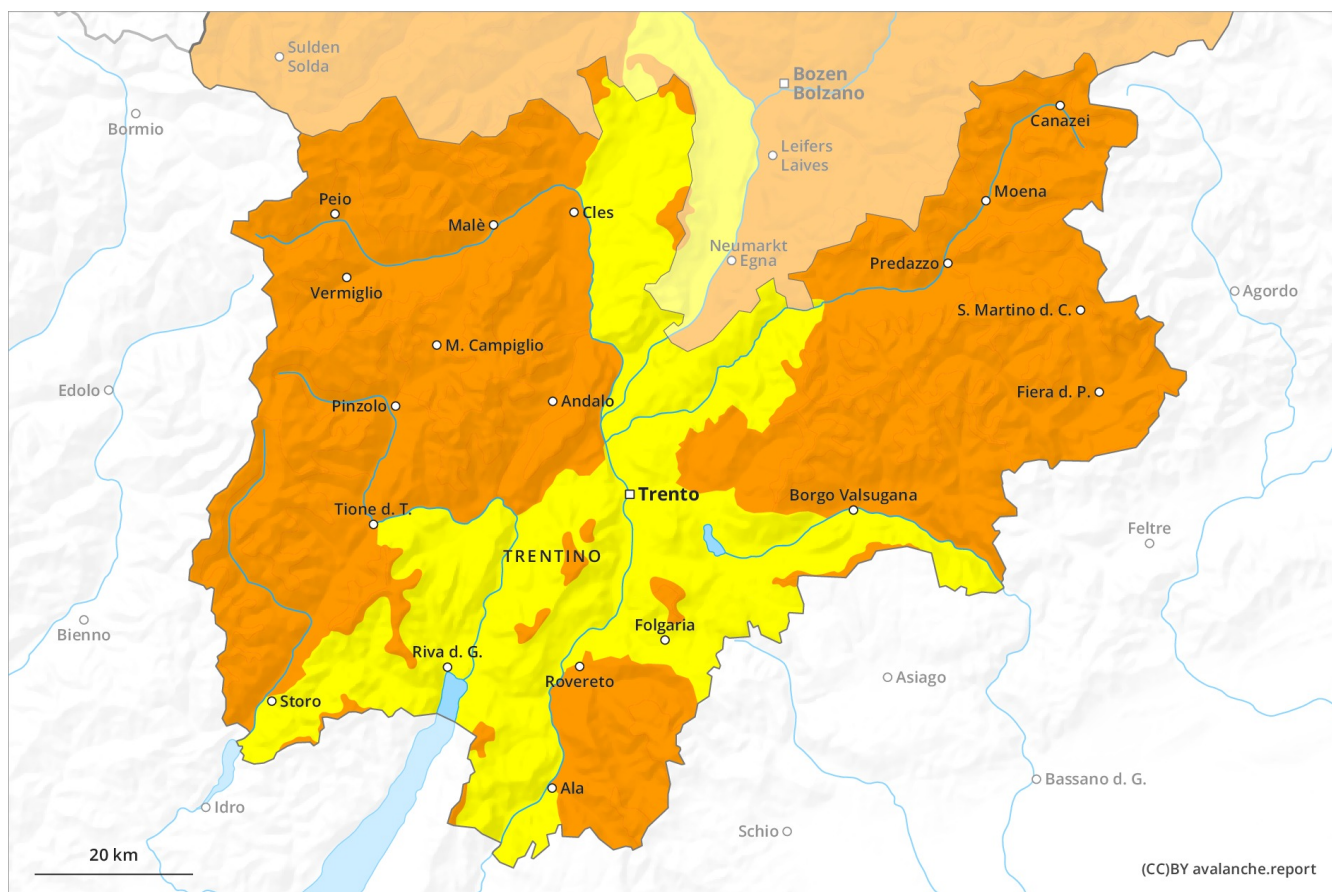 Sulden
Solda
Bozen
Bolzano
Bormio
Canazei
Leifers
Laives
Moena
Peio
Malè
Cles
Neumarkt
Egna
Predazzo
Vermiglio
Agordo
S. Martino d. C.
M. Campiglio
Edolo
Fiera d. P.
Pinzolo
Andalo
Trento
Borgo Valsugana
Tione d. T.
Feltre
TRENTINO
Bienno
Folgaria
Riva d. G.
Rovereto
Asiago
Storo
Bassano d. G.
Ala
Idro
Schio
20 km
(CC)BY avalanche.report